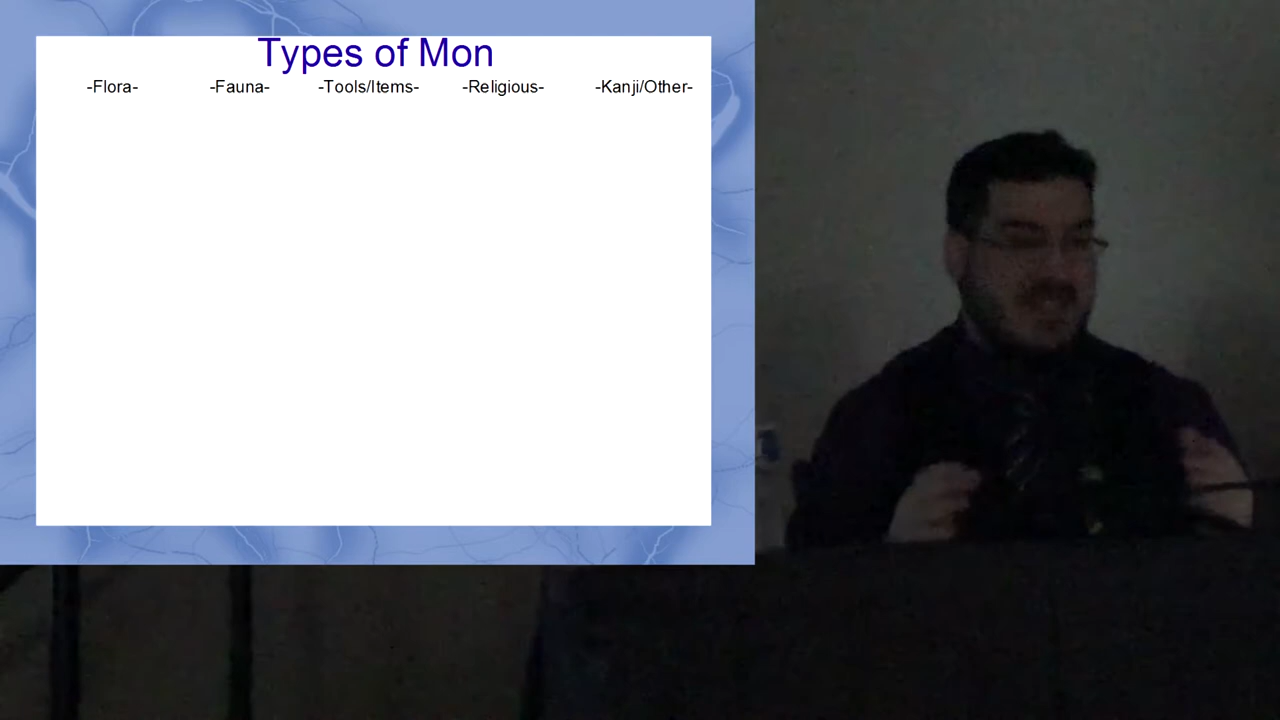 Types of Mon
-Flora- -Fauna- -Tools/Items- -Religious- -Kanji/Other-